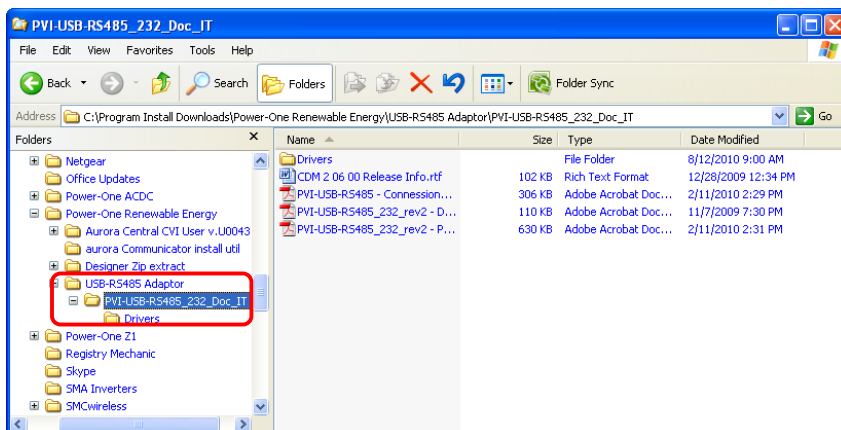 PVI-USB-RS485_232_Doc_IT
File Edit View Favorites Tools Help
Back Search Folders Folder Sync
Address C:\Program Install Downloads\Power-One Renewable Energy\USB-RS485 Adaptor\PVI-USB-RS485_232_Doc_IT Go
Folders x Name Size Type Date Modified
Netgear
Office Updates
Power-One ACDC
Power-One Renewable Energy
Aurora Central CVI User v.U0043
aurora Communicator install util
Designer Zip extract
USB-RS485 Adaptor
PVI-USB-RS485_232_Doc_IT
Drivers
Power-One Z1
Registry Mechanic
Skype
SMA Inverters
SMCwireless
Drivers File Folder 8/12/2010 9:00 AM
CDM 2 06 00 Release Info.rtf 102 KB Rich Text Format 12/28/2009 12:34 PM
PVI-USB-RS485 - Connession... 306 KB Adobe Acrobat Doc... 2/11/2010 2:29 PM
PVI-USB-RS485_232_rev2 - D... 110 KB Adobe Acrobat Doc... 11/7/2009 7:30 PM
PVI-USB-RS485_232_rev2 - P... 630 KB Adobe Acrobat Doc... 2/11/2010 2:31 PM